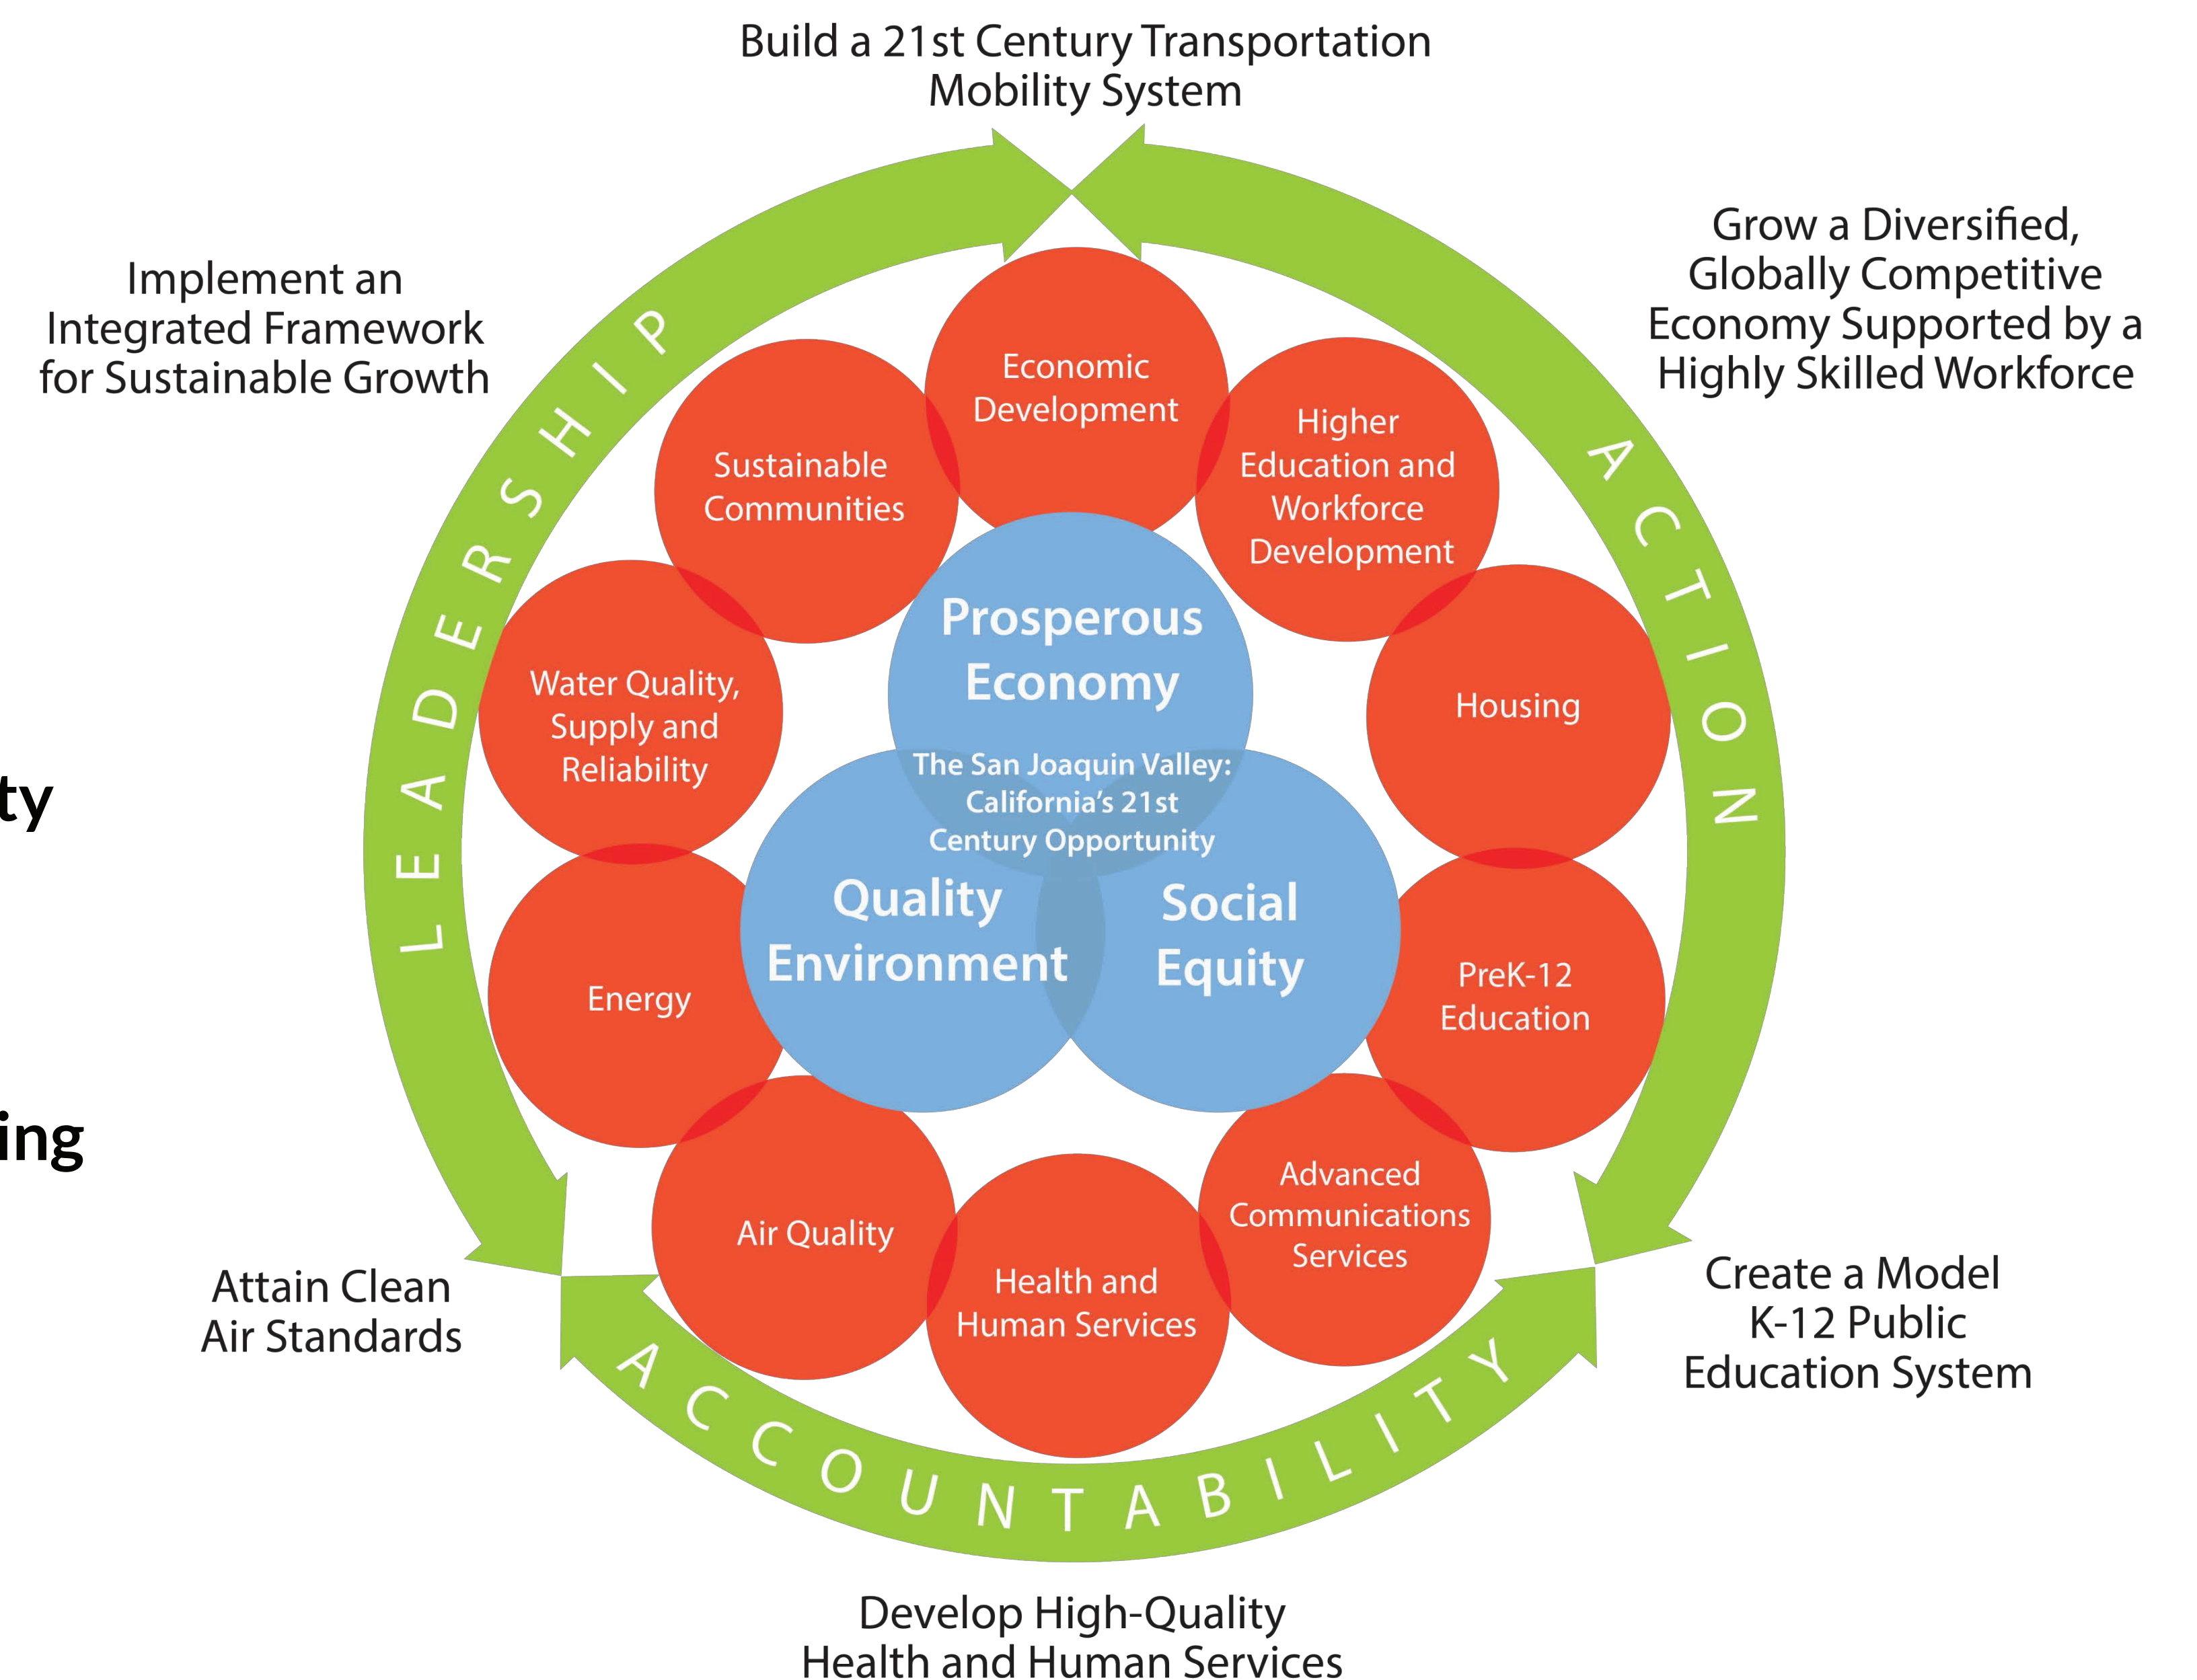 Build a 21st Century Transportation
Mobility System
Grow a Diversified,
Globally Competitive
Economy Supported by a
Highly Skilled Workforce
Implement an
Integrated Framework
for Sustainable Growth
LEADERSHIP
ACTION
Economic
Development
Higher
Education and
Workforce
Development
Sustainable
Communities
Prosperous
Economy
Water Quality,
Supply and
Reliability
Housing
The San Joaquin Valley:
California's 21st
Century Opportunity
ty
Quality
Environment
Social
Equity
Energy
PreK-12
Education
ing
Air Quality
Advanced
Communications
Services
Health and
Human Services
Attain Clean
Air Standards
Create a Model
K-12 Public
Education System
ACCOUNTABILITY
Develop High-Quality
Health and Human Services